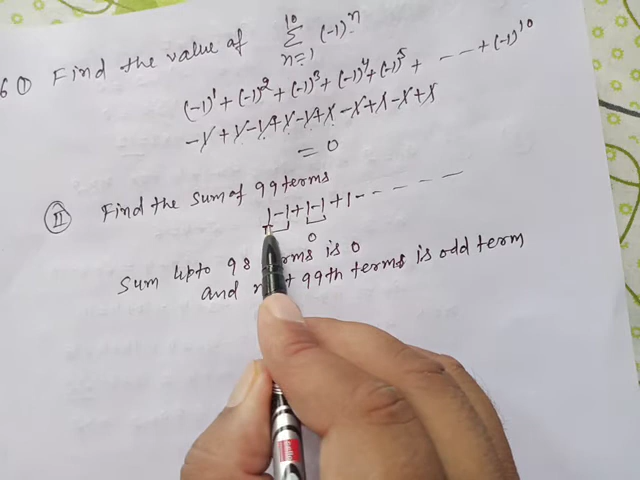 6 ① Find the value of 10 Σ n=1 (-1)^n
(-1)^1 + (-1)^2 + (-1)^3 + (-1)^4 + (-1)^5 + - - - + (-1)^10
-1+1-1+1-1+1-1+1-1+1
= 0
Ⅱ Find the sum of 99 terms
1-1+1-1+1 - - - - - -
0
Sum upto 98 terms is 0
and 99th terms is odd term